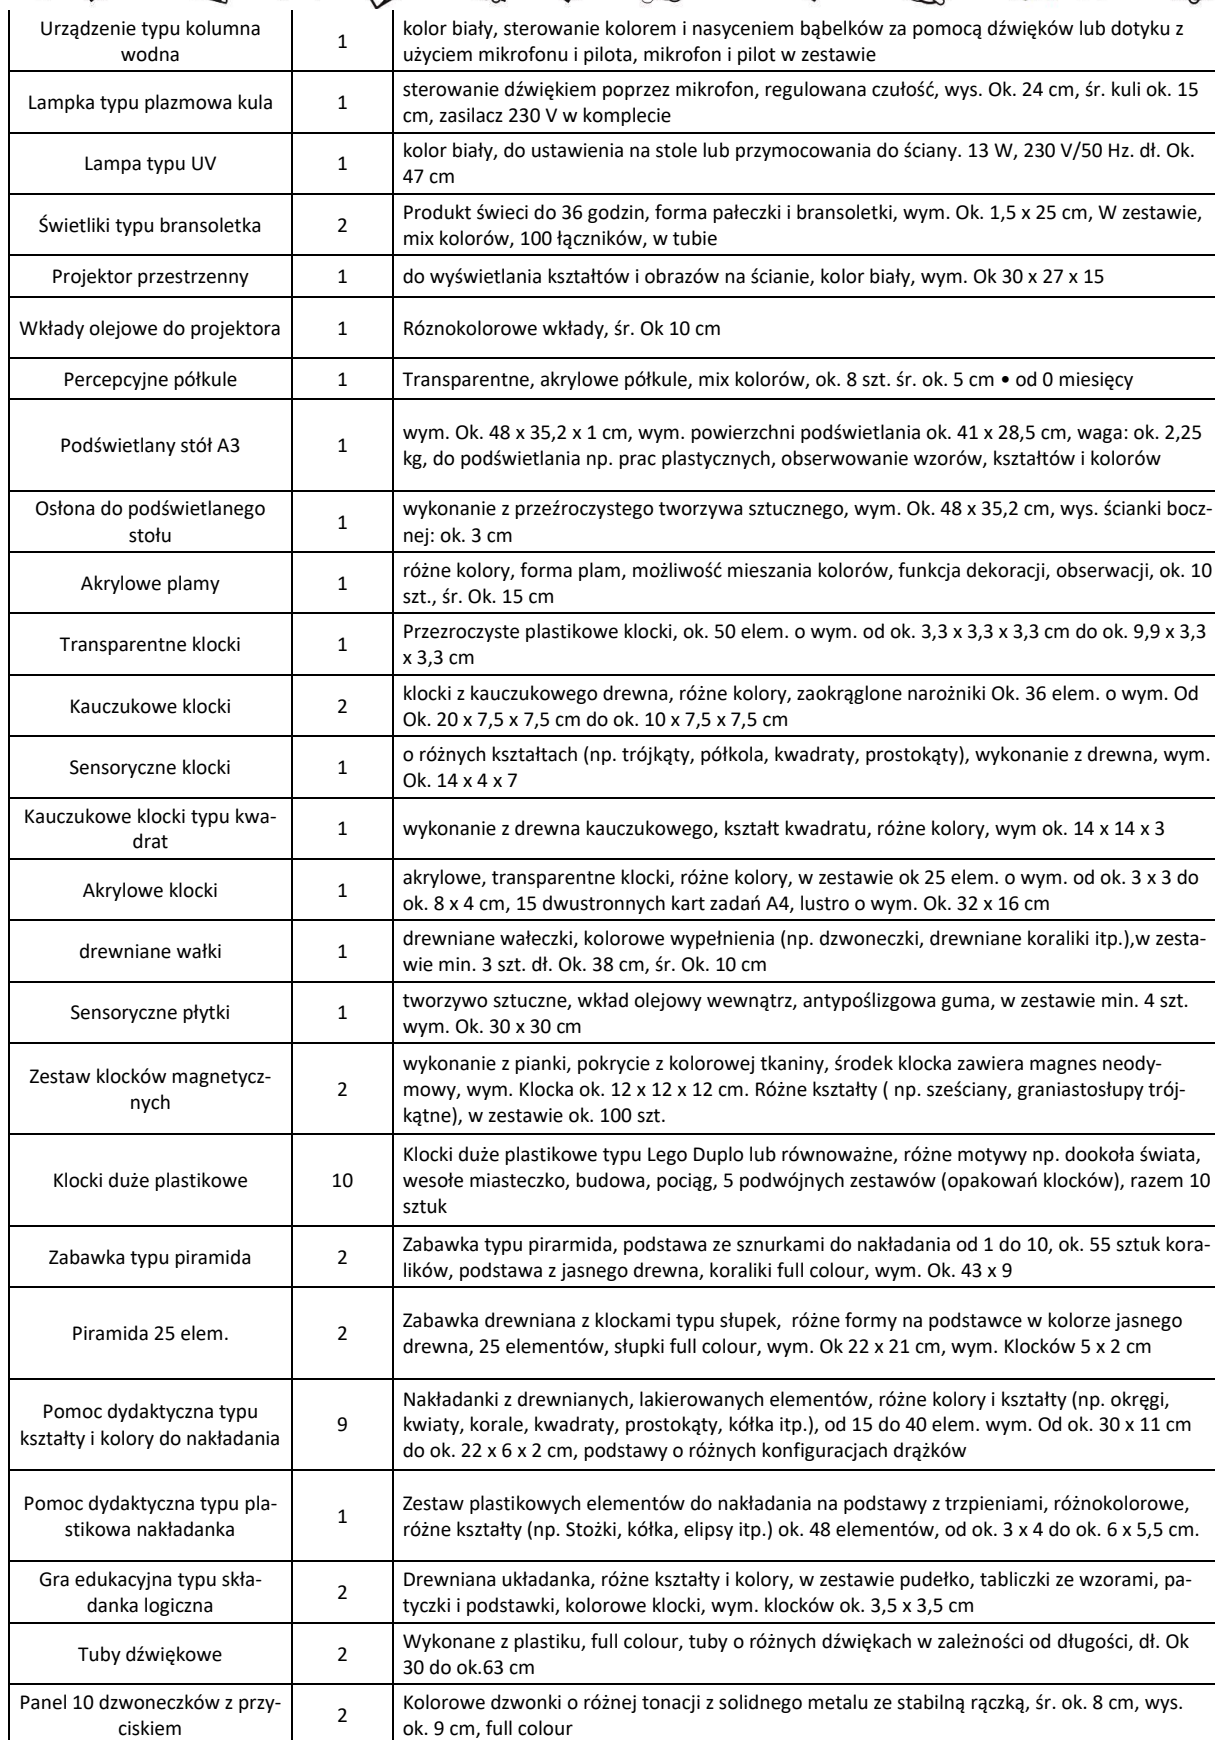 Urządzenie typu kolumna
wodna
1
kolor biały, sterowanie kolorem i nasyceniem bąbelków za pomocą dźwięków lub dotyku z
użyciem mikrofonu i pilota, mikrofon i pilot w zestawie
Lampka typu plazmowa kula
1
sterowanie dźwiękiem poprzez mikrofon, regulowana czułość, wys. Ok. 24 cm, śr. kuli ok. 15
cm, zasilacz 230 V w komplecie
Lampa typu UV
1
kolor biały, do ustawienia na stole lub przymocowania do ściany. 13 W, 230 V/50 Hz. dł. Ok.
47 cm
Świetliki typu bransoletka
2
Produkt świeci do 36 godzin, forma pałeczki i bransoletki, wym. Ok. 1,5 x 25 cm, W zestawie,
mix kolorów, 100 łączników, w tubie
Projektor przestrzenny
1
do wyświetlania kształtów i obrazów na ścianie, kolor biały, wym. Ok 30 x 27 x 15
Wkłady olejowe do projektora
1
Róznokolorowe wkłady, śr. Ok 10 cm
Percepcyjne półkule
1
Transparentne, akrylowe półkule, mix kolorów, ok. 8 szt. śr. ok. 5 cm • od 0 miesięcy
Podświetlany stół A3
1
wym. Ok. 48 x 35,2 x 1 cm, wym. powierzchni podświetlania ok. 41 x 28,5 cm, waga: ok. 2,25
kg, do podświetlania np. prac plastycznych, obserwowanie wzorów, kształtów i kolorów
Osłona do podświetlanego
stołu
1
wykonanie z przeźroczystego tworzywa sztucznego, wym. Ok. 48 x 35,2 cm, wys. ścianki bocz-
nej: ok. 3 cm
Akrylowe plamy
1
różne kolory, forma plam, możliwość mieszania kolorów, funkcja dekoracji, obserwacji, ok. 10
szt., śr. Ok. 15 cm
Transparentne klocki
1
Przezroczyste plastikowe klocki, ok. 50 elem. o wym. od ok. 3,3 x 3,3 x 3,3 cm do ok. 9,9 x 3,3
x 3,3 cm
Kauczukowe klocki
2
klocki z kauczukowego drewna, różne kolory, zaokrąglone narożniki Ok. 36 elem. o wym. Od
Ok. 20 x 7,5 x 7,5 cm do ok. 10 x 7,5 x 7,5 cm
Sensoryczne klocki
1
o różnych kształtach (np. trójkąty, półkola, kwadraty, prostokąty), wykonanie z drewna, wym.
Ok. 14 x 4 x 7
Kauczukowe klocki typu kwa-
drat
1
wykonanie z drewna kauczukowego, kształt kwadratu, różne kolory, wym ok. 14 x 14 x 3
Akrylowe klocki
1
akrylowe, transparentne klocki, różne kolory, w zestawie ok 25 elem. o wym. od ok. 3 x 3 do
ok. 8 x 4 cm, 15 dwustronnych kart zadań A4, lustro o wym. Ok. 32 x 16 cm
drewniane wałki
1
drewniane wałeczki, kolorowe wypełnienia (np. dzwoneczki, drewniane koraliki itp.),w zesta-
wie min. 3 szt. dł. Ok. 38 cm, śr. Ok. 10 cm
Sensoryczne płytki
1
tworzywo sztuczne, wkład olejowy wewnątrz, antypoślizgowa guma, w zestawie min. 4 szt.
wym. Ok. 30 x 30 cm
Zestaw klocków magnetycz-
nych
2
wykonanie z pianki, pokrycie z kolorowej tkaniny, środek klocka zawiera magnes neody-
mowy, wym. Klocka ok. 12 x 12 x 12 cm. Różne kształty ( np. sześciany, graniastosłupy trój-
kątne), w zestawie ok. 100 szt.
Klocki duże plastikowe
10
Klocki duże plastikowe typu Lego Duplo lub równoważne, różne motywy np. dookoła świata,
wesołe miasteczko, budowa, pociąg, 5 podwójnych zestawów (opakowań klocków), razem 10
sztuk
Zabawka typu piramida
2
Zabawka typu pirarmida, podstawa ze sznurkami do nakładania od 1 do 10, ok. 55 sztuk kora-
lików, podstawa z jasnego drewna, koraliki full colour, wym. Ok. 43 x 9
Piramida 25 elem.
2
Zabawka drewniana z klockami typu słupek,  różne formy na podstawce w kolorze jasnego
drewna, 25 elementów, słupki full colour, wym. Ok 22 x 21 cm, wym. Klocków 5 x 2 cm
Pomoc dydaktyczna typu
kształty i kolory do nakładania
9
Nakładanki z drewnianych, lakierowanych elementów, różne kolory i kształty (np. okręgi,
kwiaty, korale, kwadraty, prostokąty, kółka itp.), od 15 do 40 elem. wym. Od ok. 30 x 11 cm
do ok. 22 x 6 x 2 cm, podstawy o różnych konfiguracjach drążków
Pomoc dydaktyczna typu pla-
stikowa nakładanka
1
Zestaw plastikowych elementów do nakładania na podstawy z trzpieniami, różnokolorowe,
różne kształty (np. Stożki, kółka, elipsy itp.) ok. 48 elementów, od ok. 3 x 4 do ok. 6 x 5,5 cm.
Gra edukacyjna typu skła-
danka logiczna
2
Drewniana układanka, różne kształty i kolory, w zestawie pudełko, tabliczki ze wzorami, pa-
tyczki i podstawki, kolorowe klocki, wym. klocków ok. 3,5 x 3,5 cm
Tuby dźwiękowe
2
Wykonane z plastiku, full colour, tuby o różnych dźwiękach w zależności od długości, dł. Ok
30 do ok.63 cm
Panel 10 dzwoneczków z przy-
ciskiem
2
Kolorowe dzwonki o różnej tonacji z solidnego metalu ze stabilną rączką, śr. ok. 8 cm, wys.
ok. 9 cm, full colour